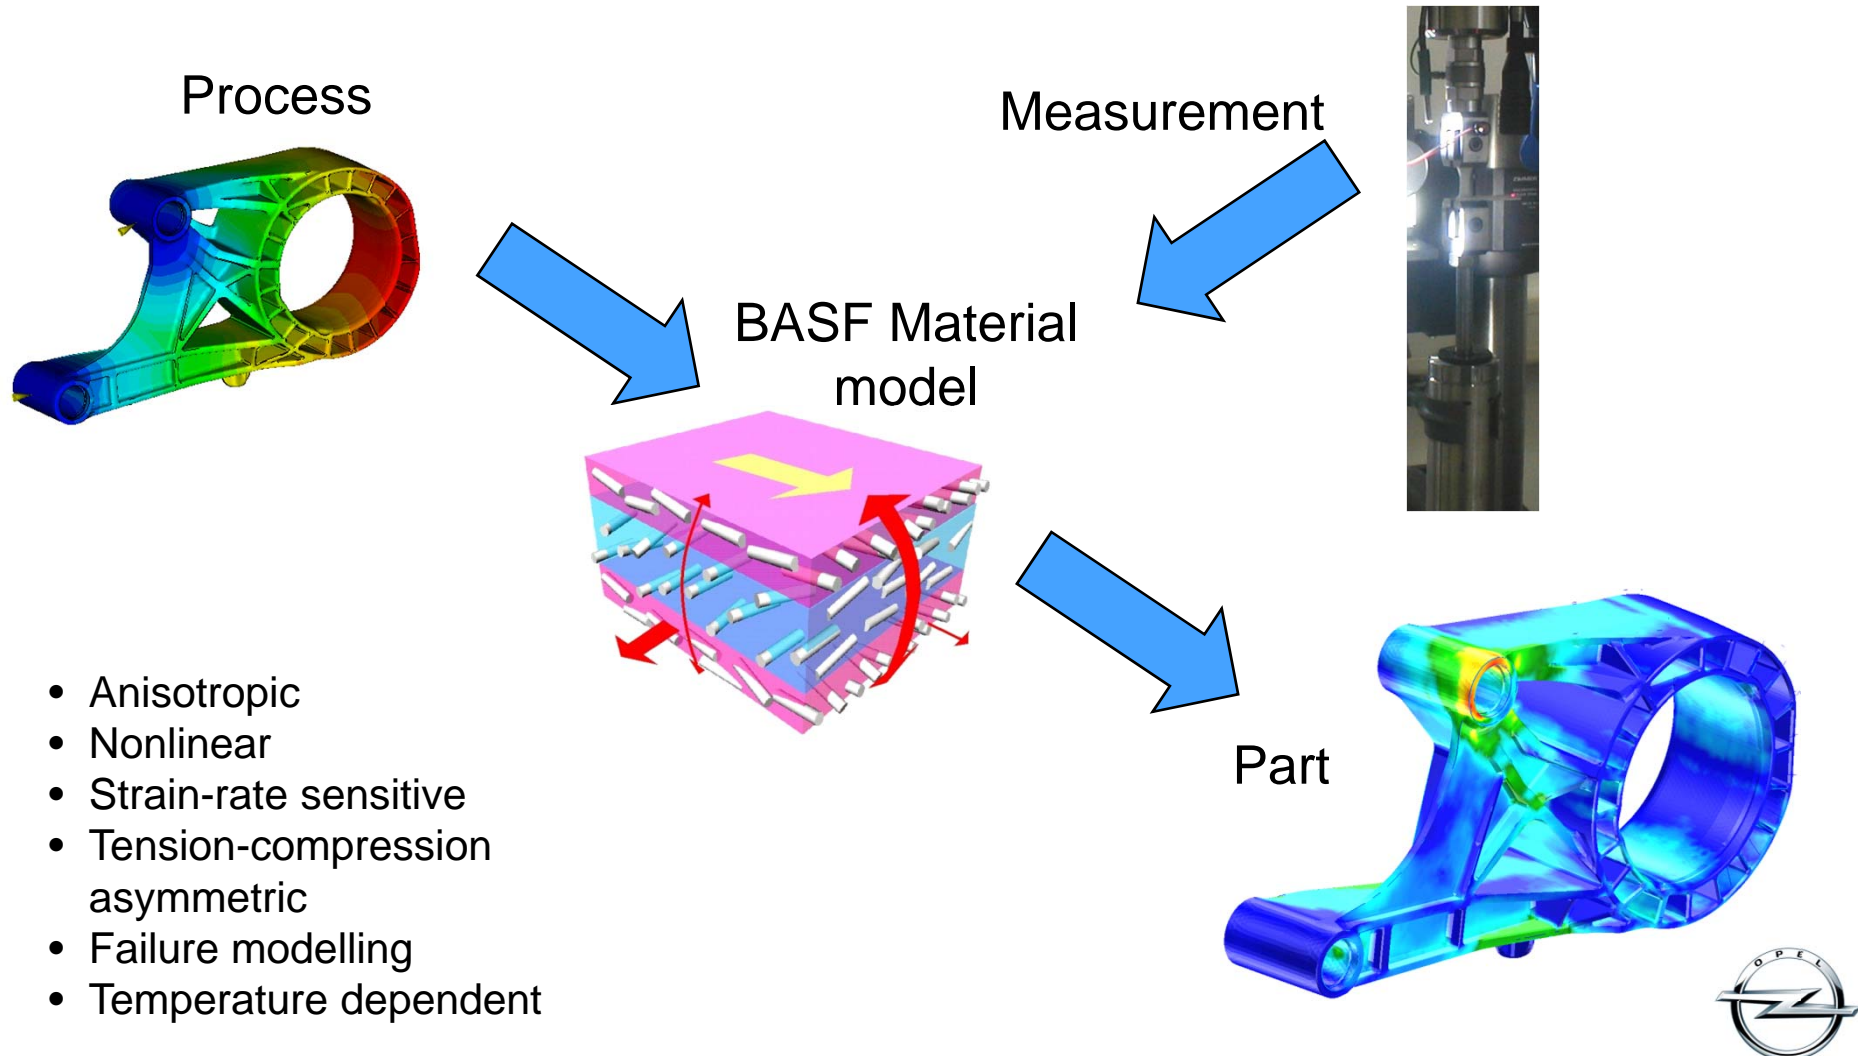 Process
Measurement
BASF Material
model
Part
• Anisotropic
• Nonlinear
• Strain-rate sensitive
• Tension-compression
asymmetric
• Failure modelling
• Temperature dependent
OPEL